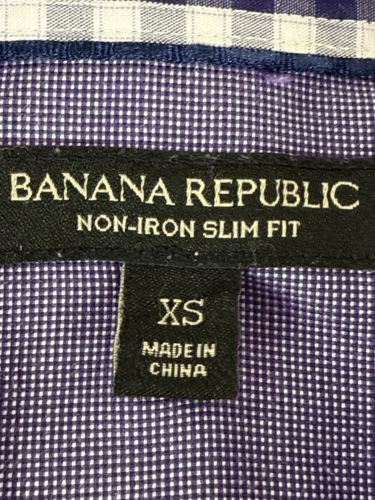 BANANA REPUBLIC
NON-IRON SLIM FIT
XS
MADE IN
CHINA